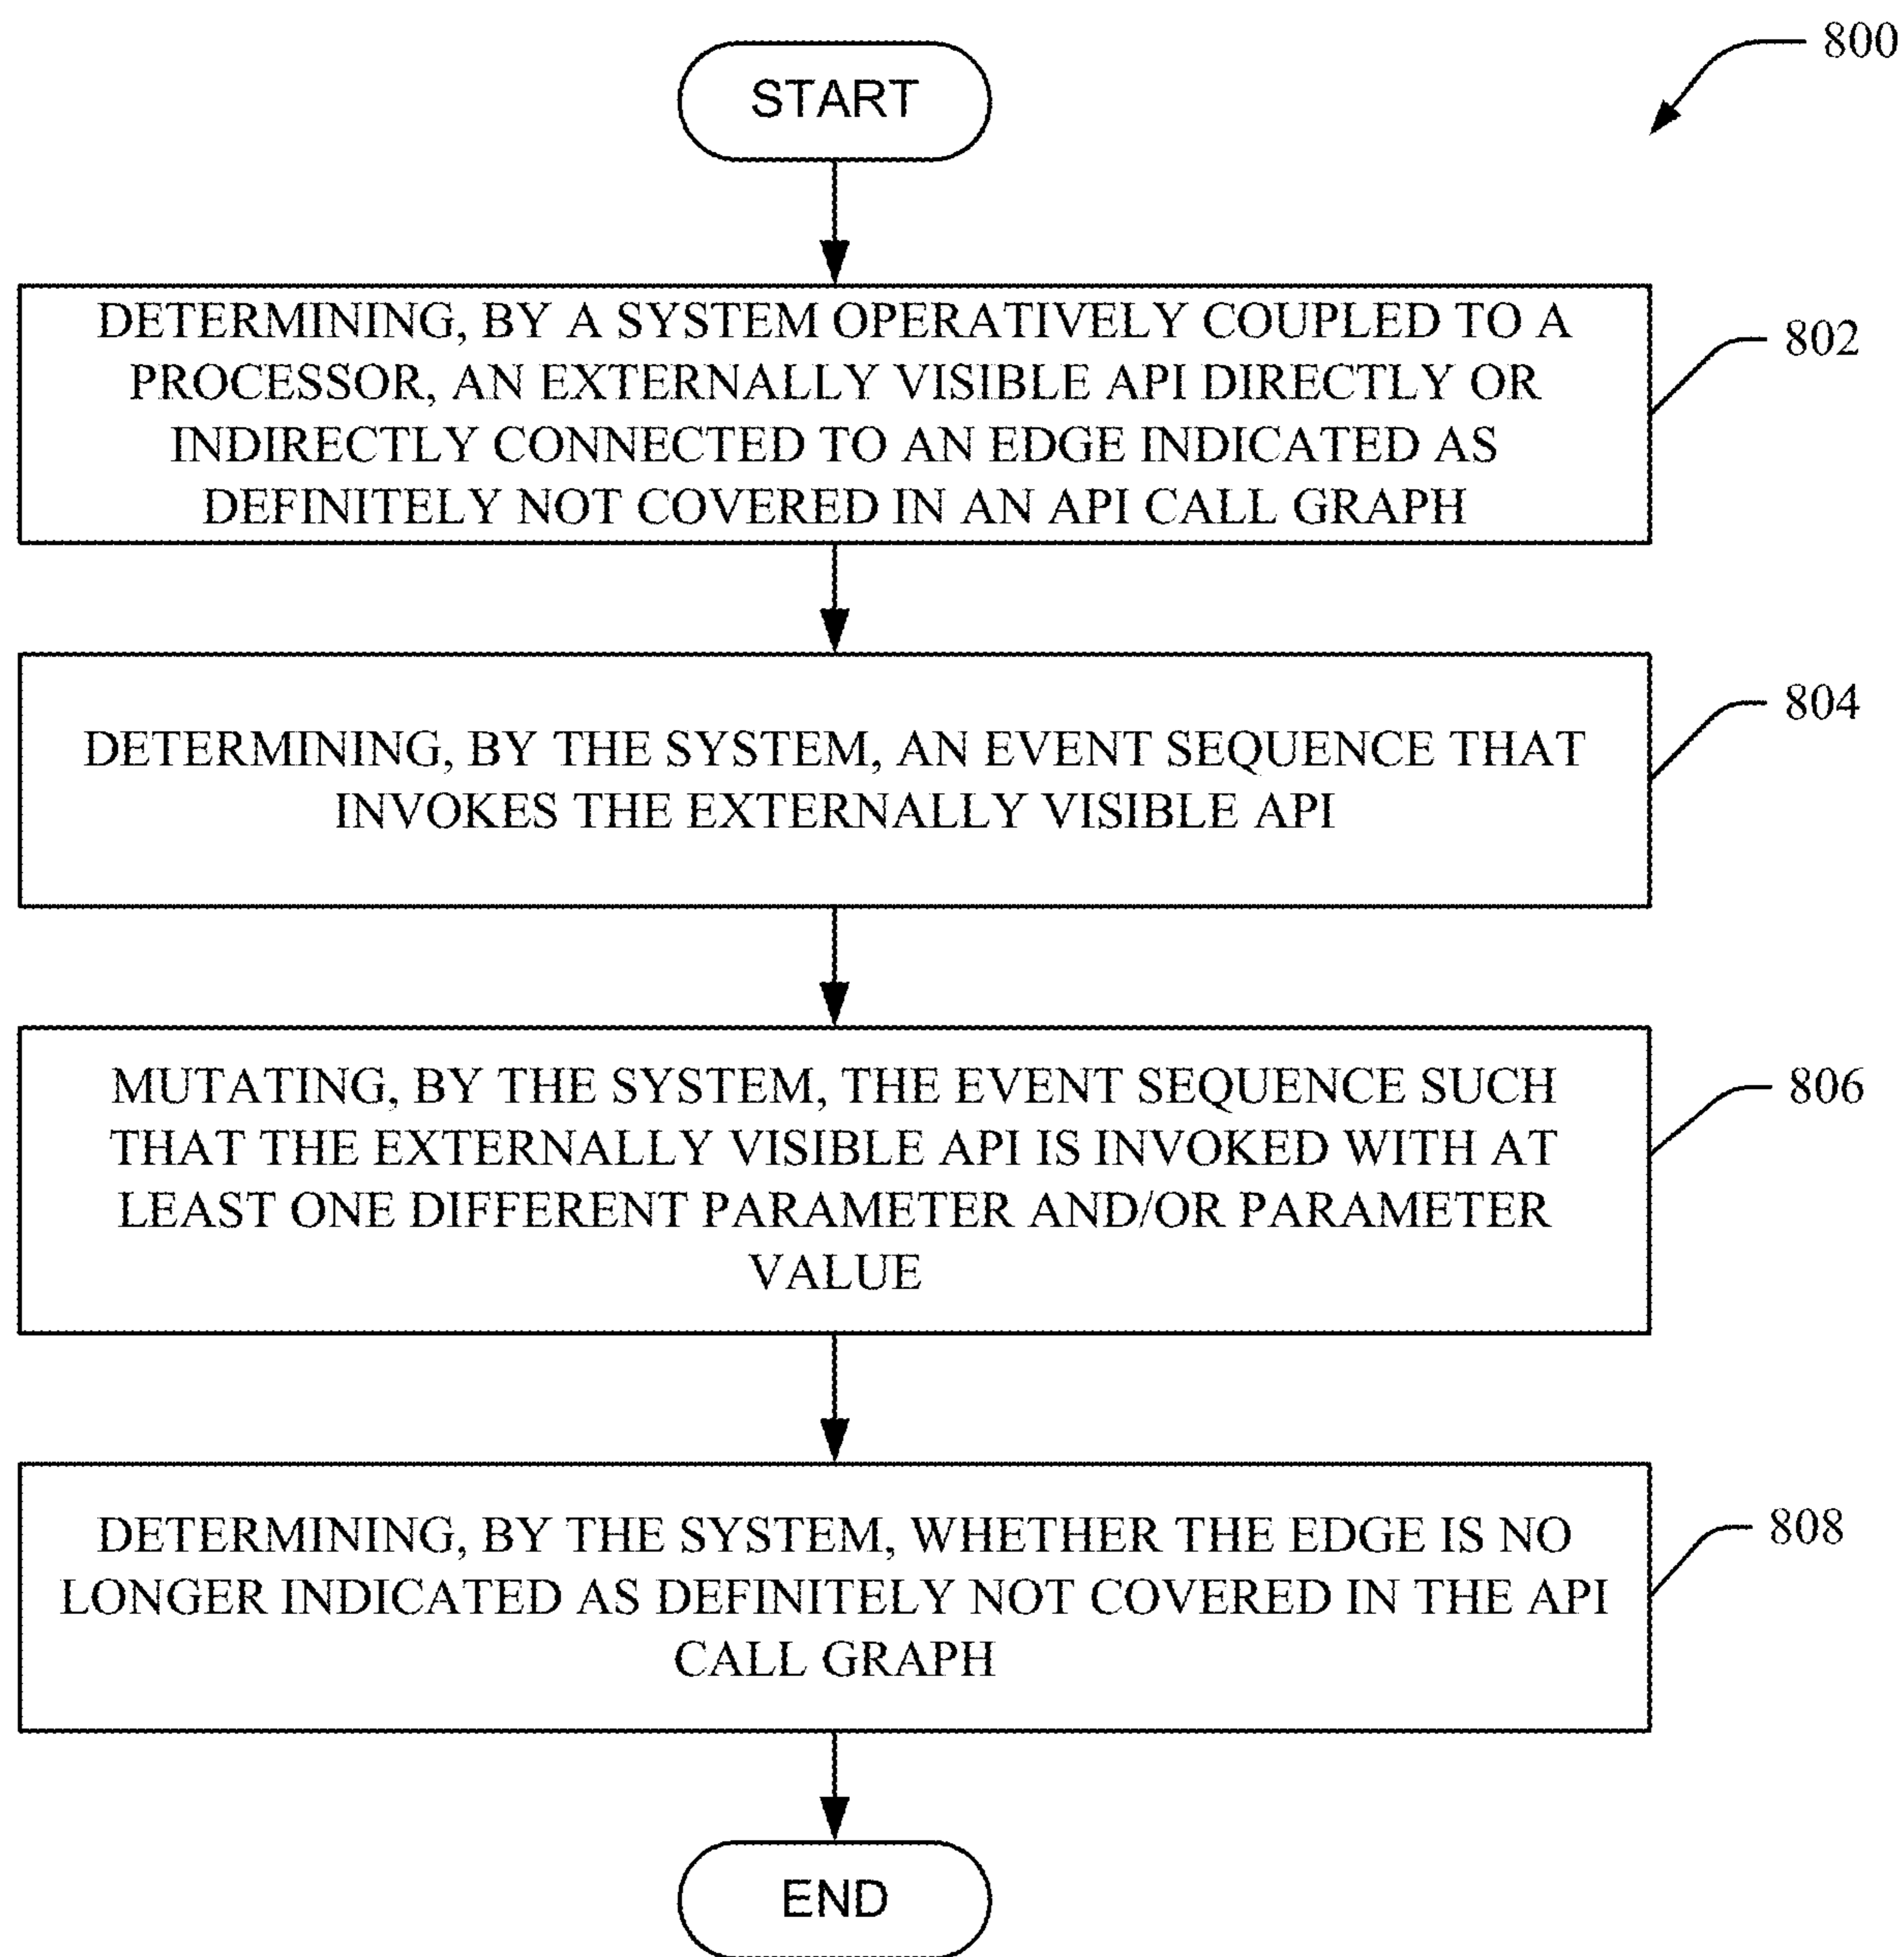 800
START
DETERMINING, BY A SYSTEM OPERATIVELY COUPLED TO A
PROCESSOR, AN EXTERNALLY VISIBLE API DIRECTLY OR
INDIRECTLY CONNECTED TO AN EDGE INDICATED AS
DEFINITELY NOT COVERED IN AN API CALL GRAPH
802
DETERMINING, BY THE SYSTEM, AN EVENT SEQUENCE THAT
INVOKES THE EXTERNALLY VISIBLE API
804
MUTATING, BY THE SYSTEM, THE EVENT SEQUENCE SUCH
THAT THE EXTERNALLY VISIBLE API IS INVOKED WITH AT
LEAST ONE DIFFERENT PARAMETER AND/OR PARAMETER
VALUE
806
DETERMINING, BY THE SYSTEM, WHETHER THE EDGE IS NO
LONGER INDICATED AS DEFINITELY NOT COVERED IN THE API
CALL GRAPH
808
END